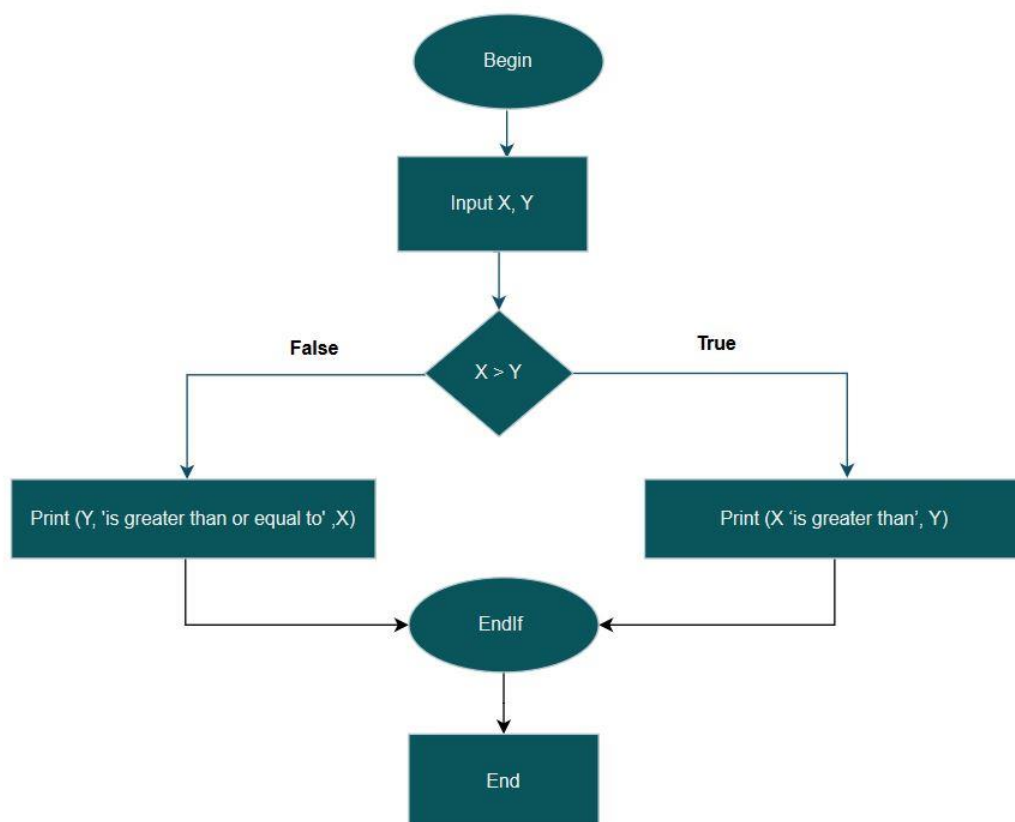 Begin
Input X, Y
False
True
X > Y
Print (Y, 'is greater than or equal to' ,X)
Print (X ‘is greater than’, Y)
EndIf
End